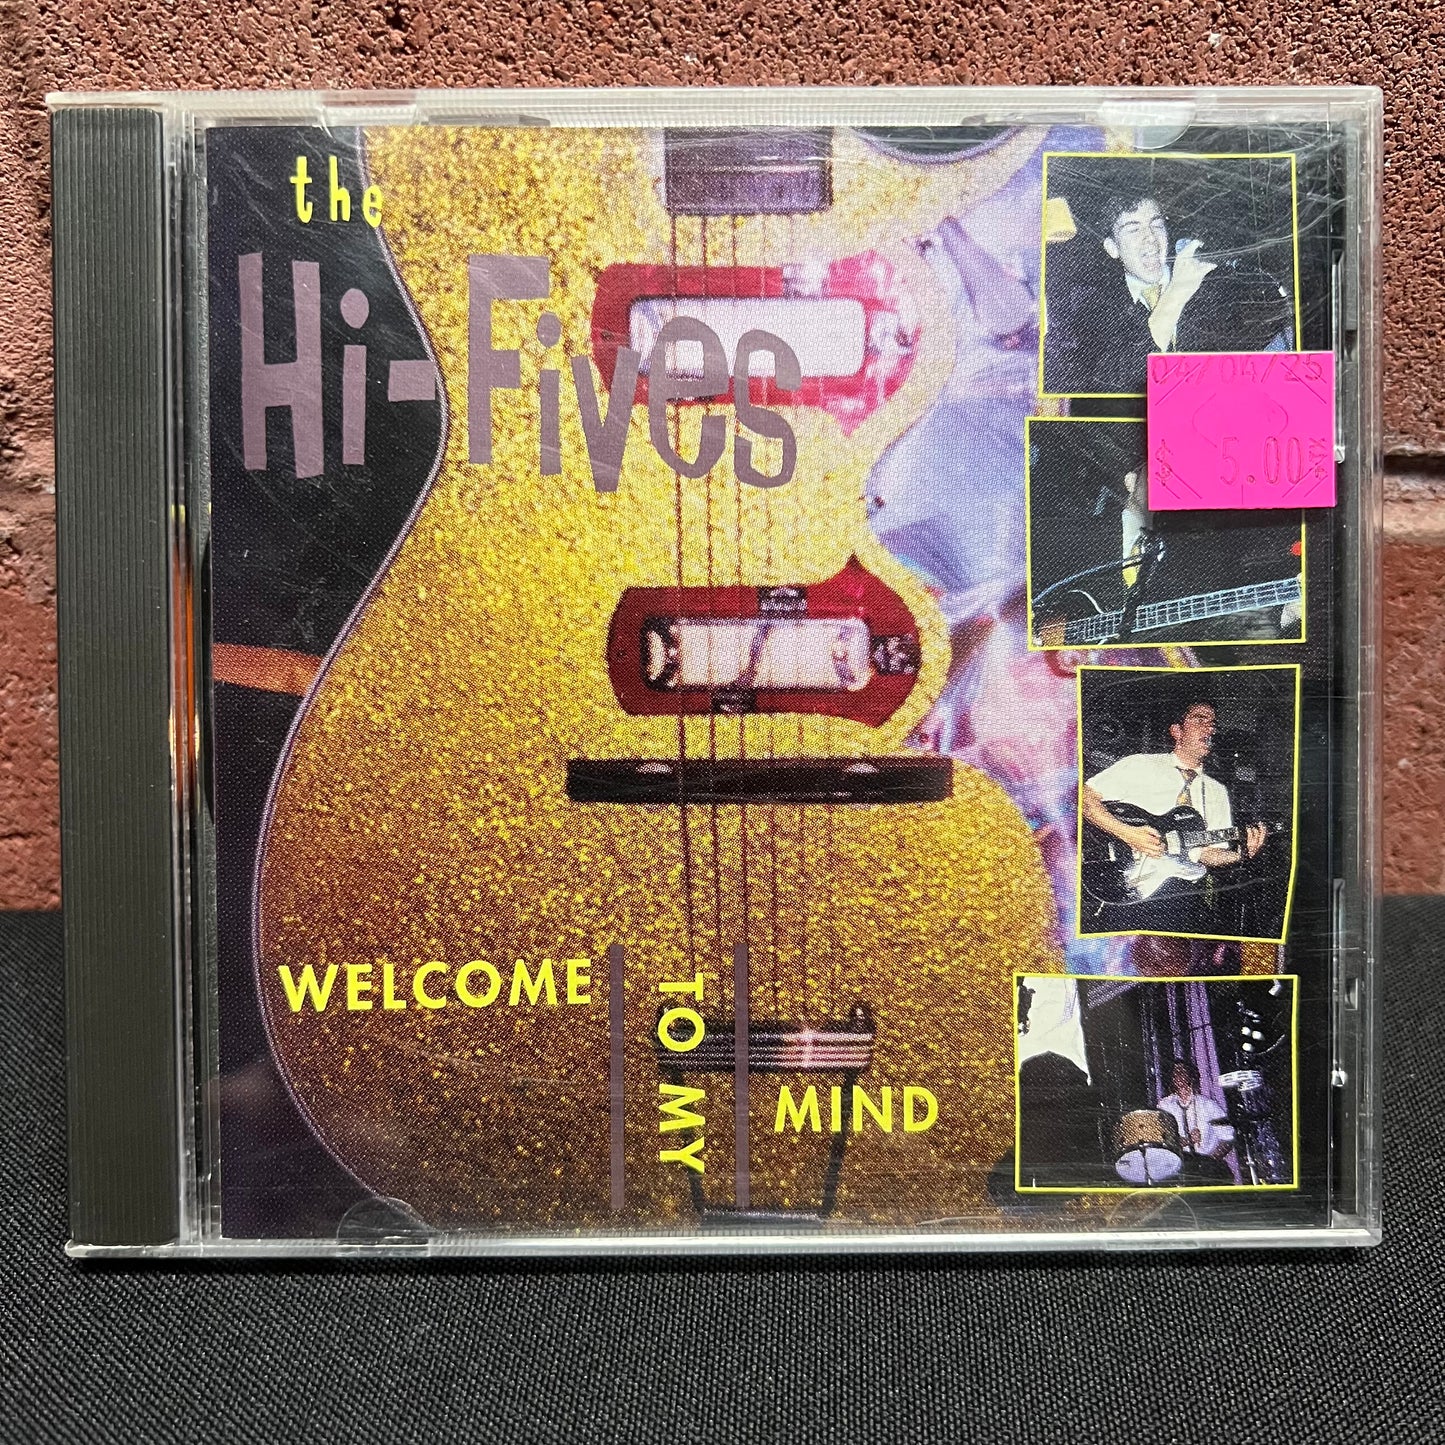 the
Hi-Fives
04/04/25
$ 5.00
WELCOME
TO MY
MIND